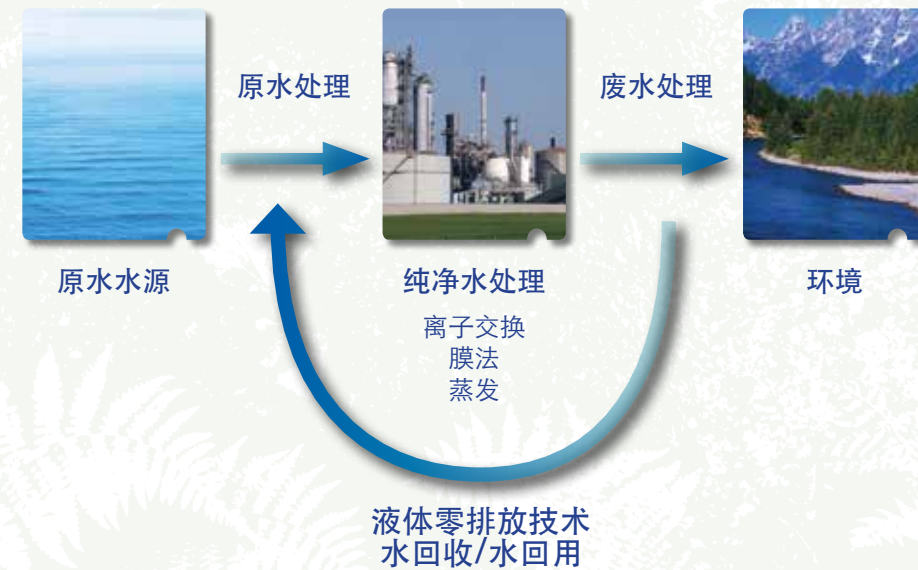 原水处理
废水处理
原水水源
纯净水处理
环境
离子交换
膜法
蒸发
液体零排放技术
水回收/水回用